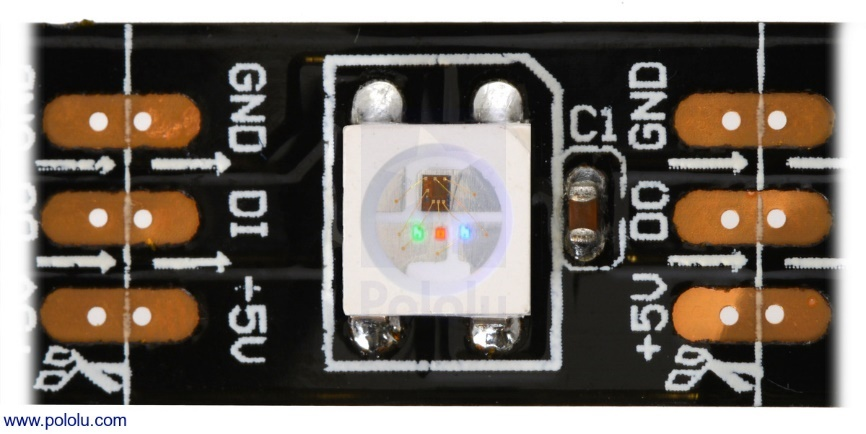 GND
DI
+5V
C1
GND
DO
+5V
Pololu
www.pololu.com